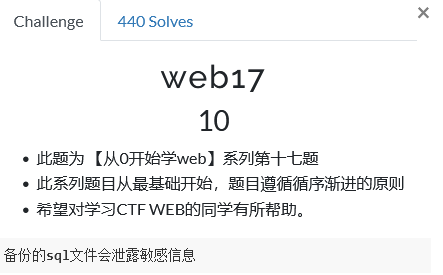 Challenge
440 Solves
×
web17
10
• 此题为 【从0开始学web】系列第十七题
• 此系列题目从最基础开始，题目遵循循序渐进的原则
• 希望对学习CTF WEB的同学有所帮助。
备份的sql文件会泄露敏感信息